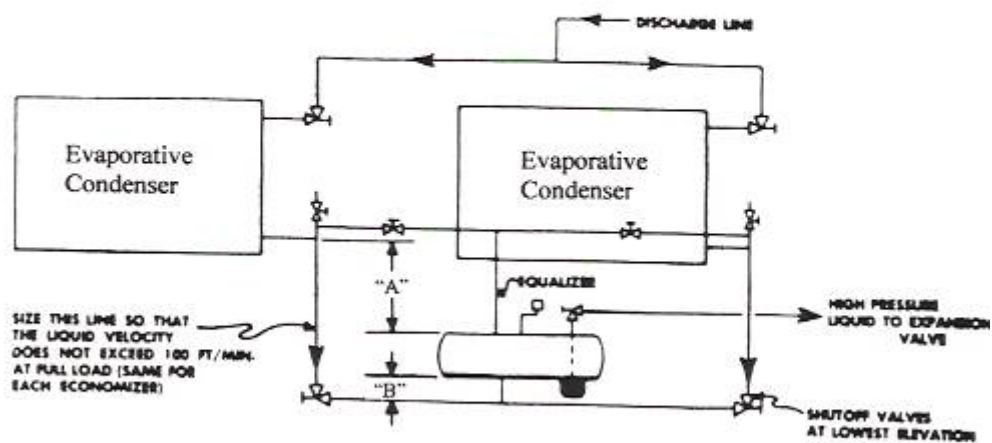 DISCHARGE LINE
Evaporative
Condenser
Evaporative
Condenser
"A"
EQUALIZER
SIZE THIS LINE SO THAT
THE LIQUID VELOCITY
DOES NOT EXCEED 100 FT/MIN.
AT FULL LOAD (SAME FOR
EACH ECONOMIZER)
HIGH PRESSURE
LIQUID TO EXPANSION
VALVE
"B"
SHUTOFF VALVES
AT LOWEST ELEVATION